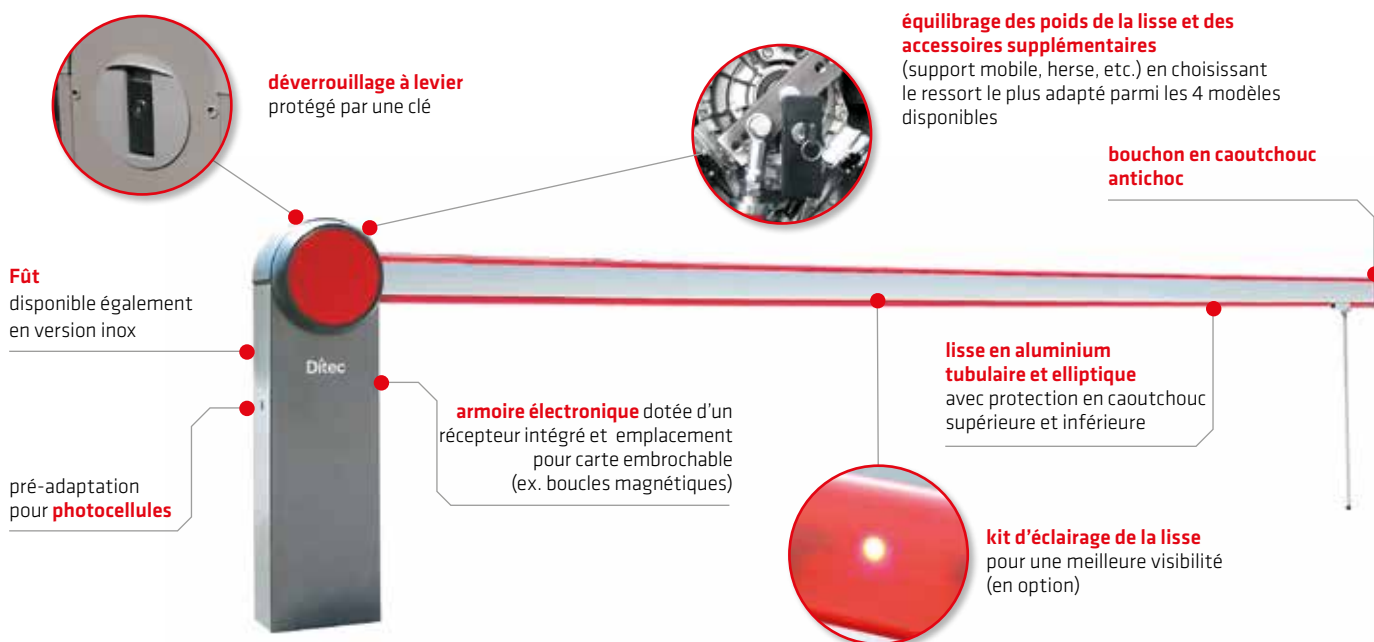 déverrouillage à levier
protégé par une clé
équilibrage des poids de la lisse et des
accessoires supplémentaires
(support mobile, herse, etc.) en choisissant
le ressort le plus adapté parmi les 4 modèles
disponibles
bouchon en caoutchouc
antichoc
Fût
disponible également
en version inox
Ditec
lisse en aluminium
tubulaire et elliptique
avec protection en caoutchouc
supérieure et inférieure
armoire électronique dotée d'un
récepteur intégré et emplacement
pour carte embrochable
(ex. boucles magnétiques)
pré-adaptation
pour photocellules
kit d'éclairage de la lisse
pour une meilleure visibilité
(en option)